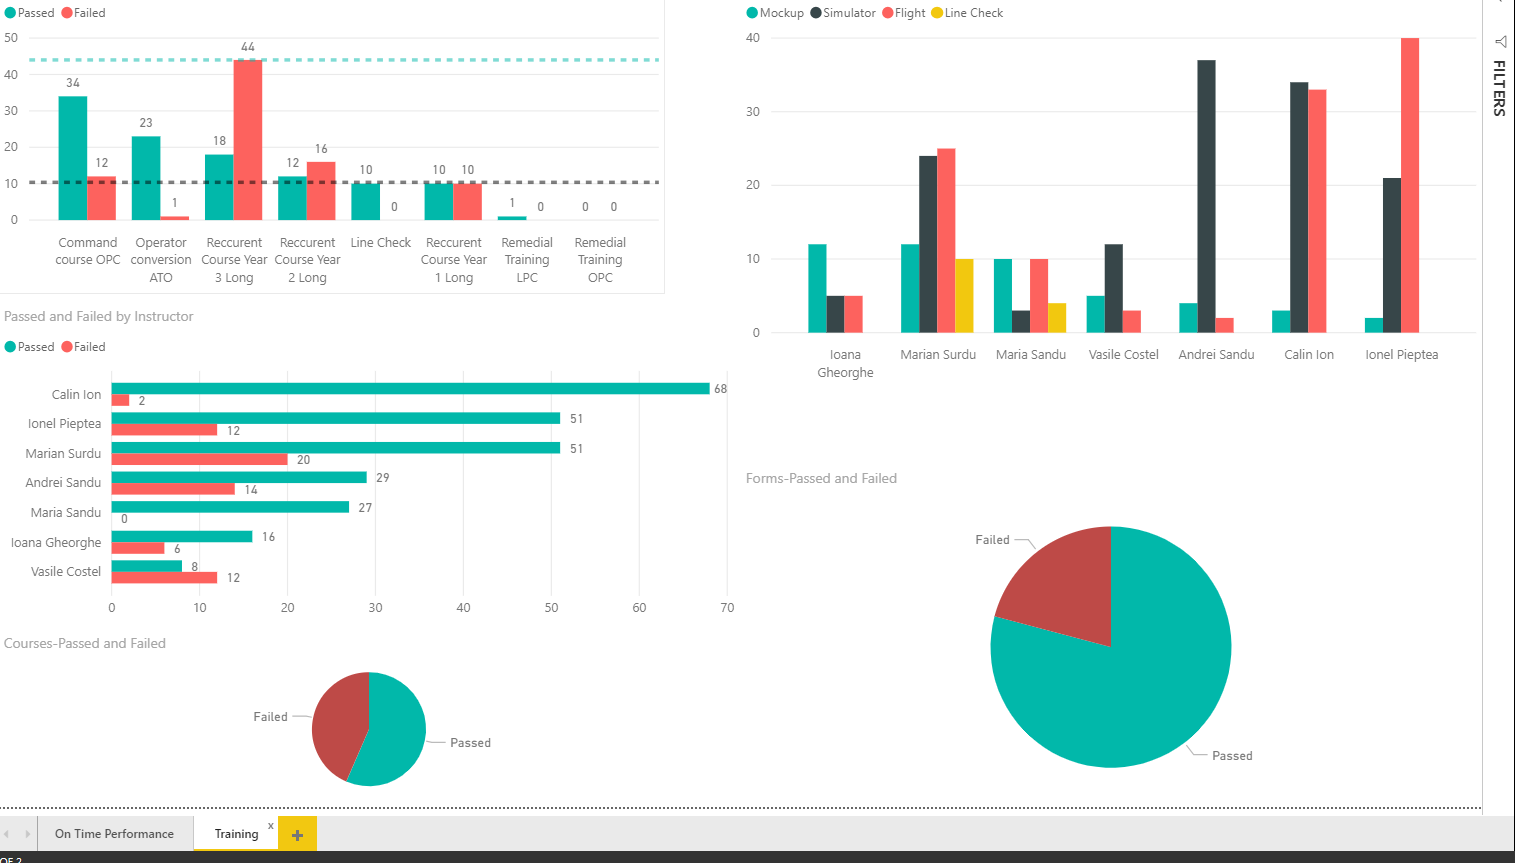 Passed Failed
50
40
30
20
10
0
34
12
23
1
18
44
12
16
10
0
10
10
1
0
0
0
Command
course OPC
Operator
conversion
ATO
Reccurent
Course Year
3 Long
Reccurent
Course Year
2 Long
Line Check
Reccurent
Course Year
1 Long
Remedial
Training
LPC
Remedial
Training
OPC
Mockup Simulator Flight Line Check
40
30
20
10
0
Ioana
Gheorghe
Marian Surdu
Maria Sandu
Vasile Costel
Andrei Sandu
Calin Ion
Ionel Pieptea
FILTERS
Passed and Failed by Instructor
Passed Failed
Calin Ion
68
2
Ionel Pieptea
51
12
Marian Surdu
51
20
Andrei Sandu
29
14
Maria Sandu
27
0
Ioana Gheorghe
16
6
Vasile Costel
8
12
0 10 20 30 40 50 60 70
Courses-Passed and Failed
Failed
Passed
Forms-Passed and Failed
Failed
Passed
On Time Performance
Training x
+
OF 2